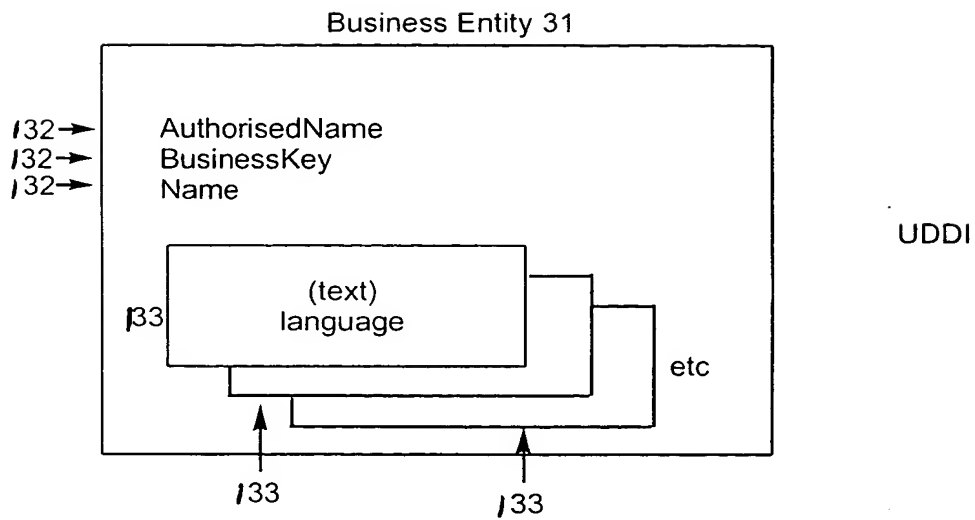 Business Entity 31
132 AuthorisedName
132 BusinessKey
132 Name
UDDI
(text)
language
133
etc
133
133